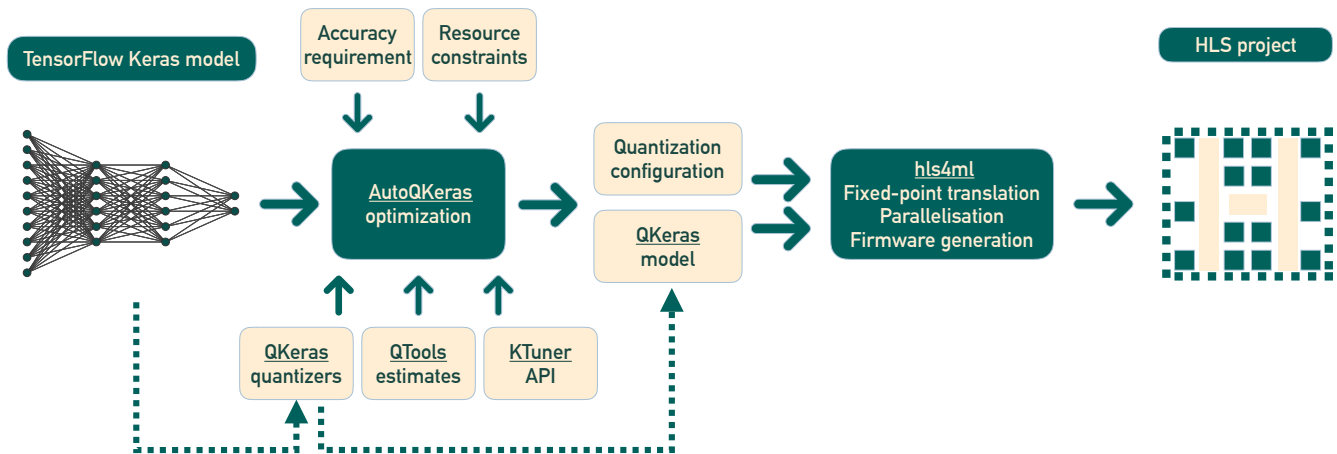 TensorFlow Keras model
Accuracy
requirement
Resource
constraints
HLS project
AutoQKeras
optimization
Quantization
configuration
QKeras
model
hls4ml
Fixed-point translation
Parallelisation
Firmware generation
QKeras
quantizers
QTools
estimates
KTuner
API